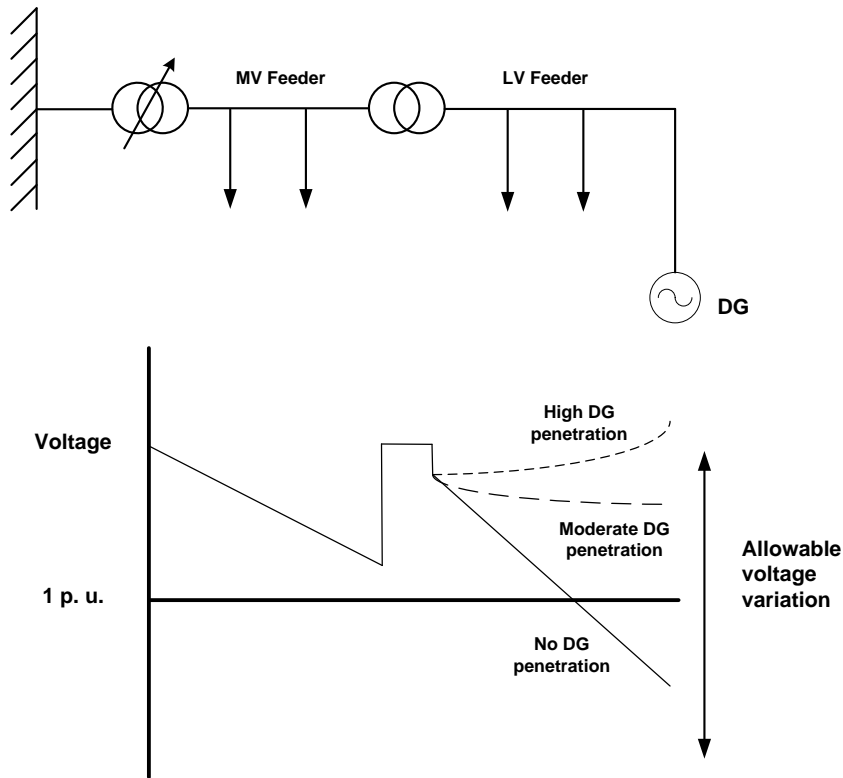 MV Feeder
LV Feeder
DG
High DG
penetration
Voltage
Moderate DG
penetration
Allowable
voltage
variation
1 p. u.
No DG
penetration